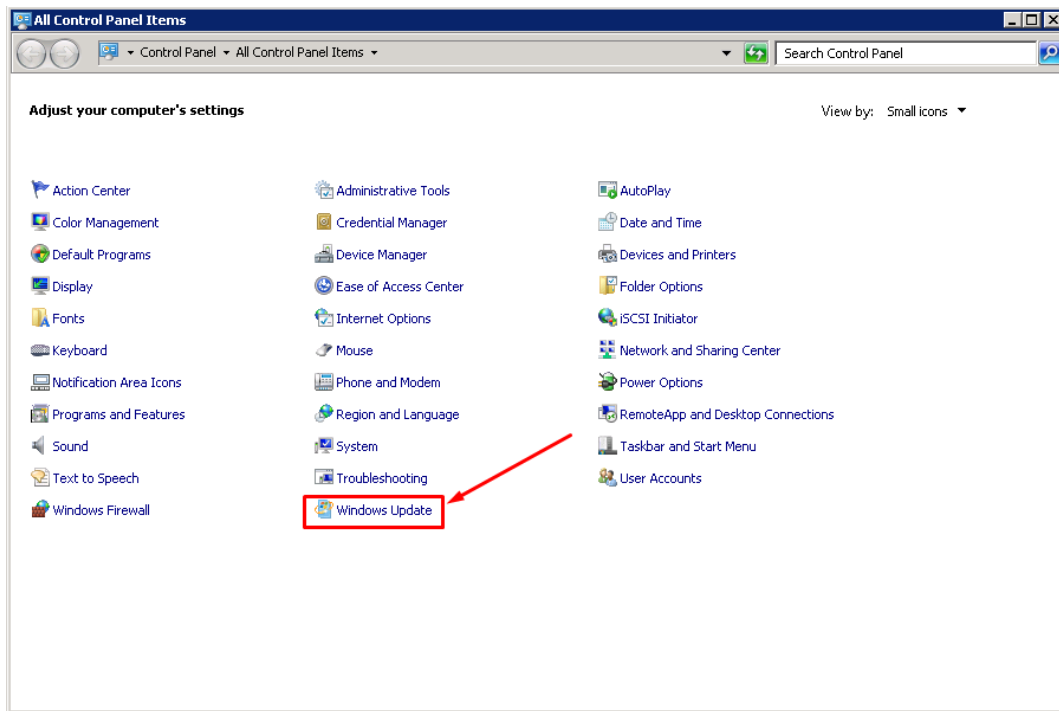 All Control Panel Items
Control Panel All Control Panel Items Search Control Panel
Adjust your computer's settings View by: Small icons
Action Center Administrative Tools AutoPlay
Color Management Credential Manager Date and Time
Default Programs Device Manager Devices and Printers
Display Ease of Access Center Folder Options
Fonts Internet Options iSCSI Initiator
Keyboard Mouse Network and Sharing Center
Notification Area Icons Phone and Modem Power Options
Programs and Features Region and Language RemoteApp and Desktop Connections
Sound System Taskbar and Start Menu
Text to Speech Troubleshooting User Accounts
Windows Firewall Windows Update